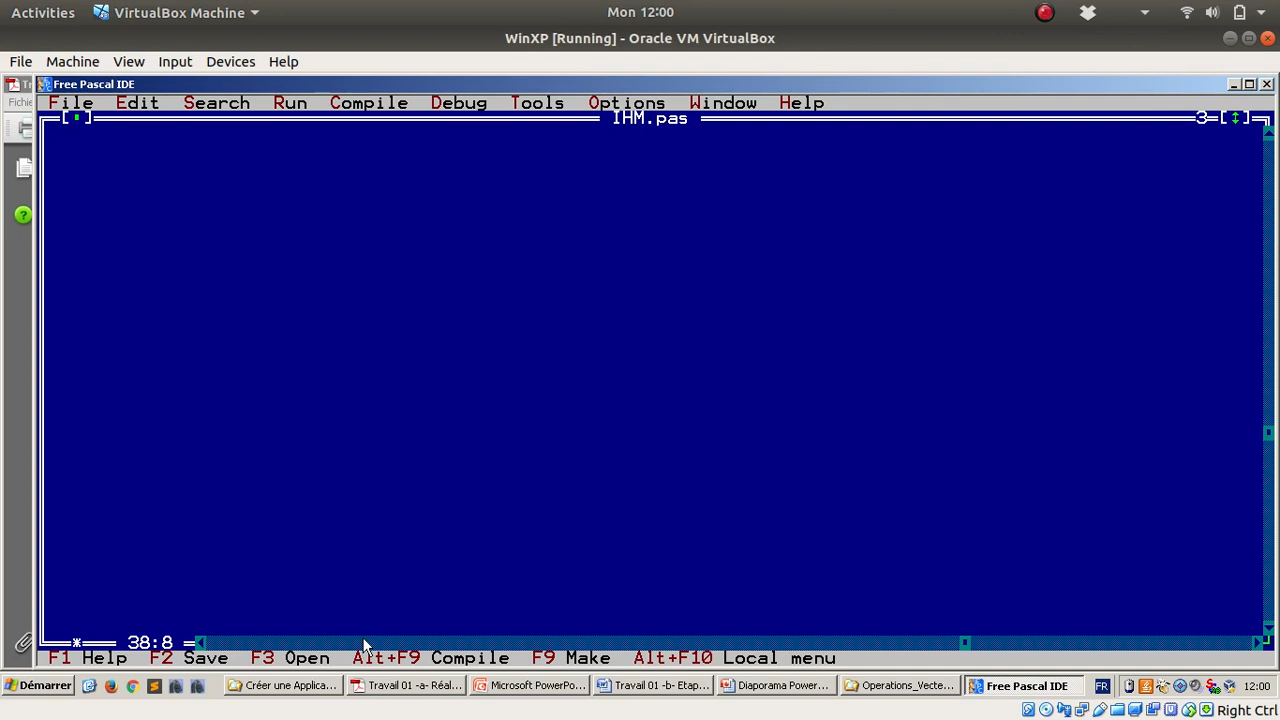 Activities VirtualBox Machine Mon 12:00
WinXP [Running] - Oracle VM VirtualBox
File Machine View Input Devices Help
Free Pascal IDE
Fichie
File Edit Search Run Compile Debug Tools Options Window Help
IHM.pas 3
38:8
F1 Help F2 Save F3 Open Alt+F9 Compile F9 Make Alt+F10 Local menu
Démarrer Créer une Applica... Travail 01 -a- Réal... Microsoft PowerPo... Travail 01 -b- Etap... Diaporama Power... Operations_Vecte... Free Pascal IDE FR 12:00
Right Ctrl